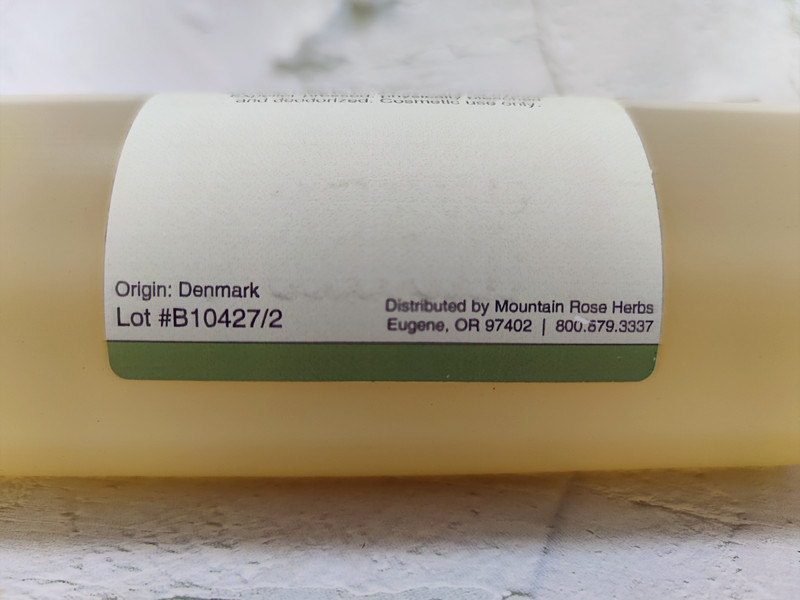 and deodorized. Cosmetic use only.
Origin: Denmark
Lot #B10427/2
Distributed by Mountain Rose Herbs
Eugene, OR 97402 | 800.879.3337